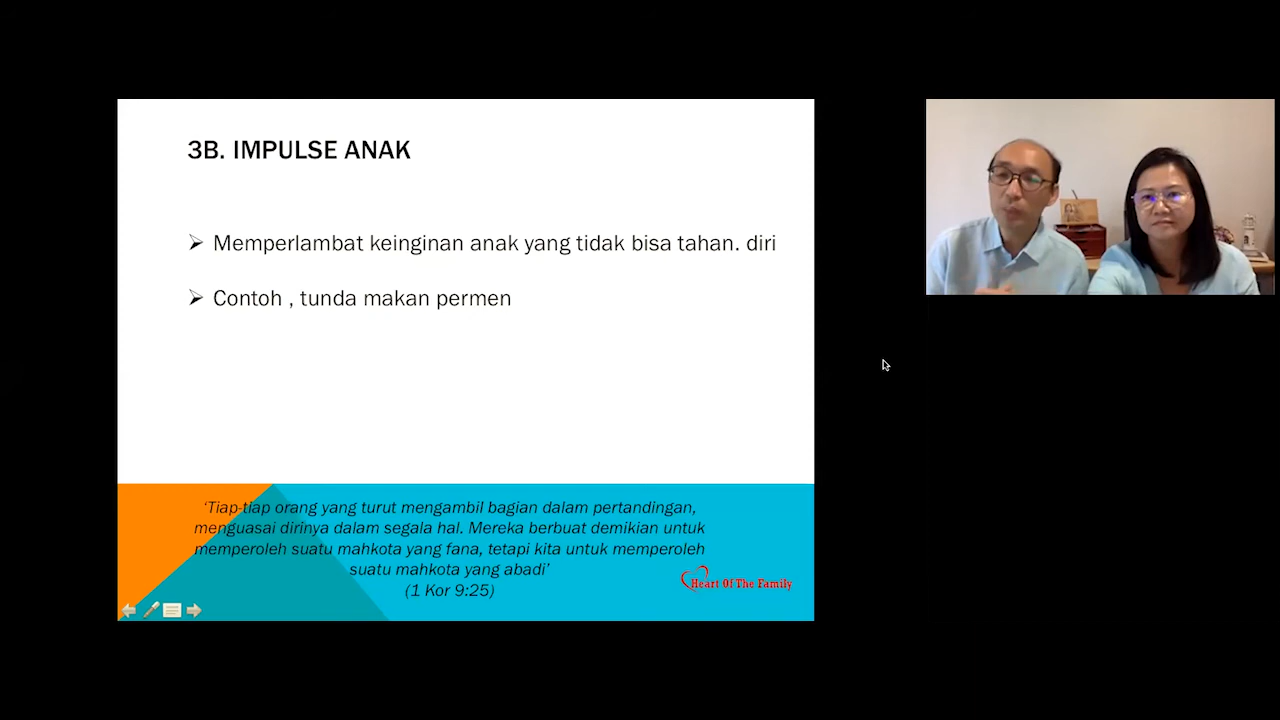 3B. IMPULSE ANAK
Memperlambat keinginan anak yang tidak bisa tahan. diri
Contoh , tunda makan permen
‘Tiap-tiap orang yang turut mengambil bagian dalam pertandingan,
menguasai dirinya dalam segala hal. Mereka berbuat demikian untuk
memperoleh suatu mahkota yang fana, tetapi kita untuk memperoleh
suatu mahkota yang abadi’
(1 Kor 9:25)
Heart Of The Family